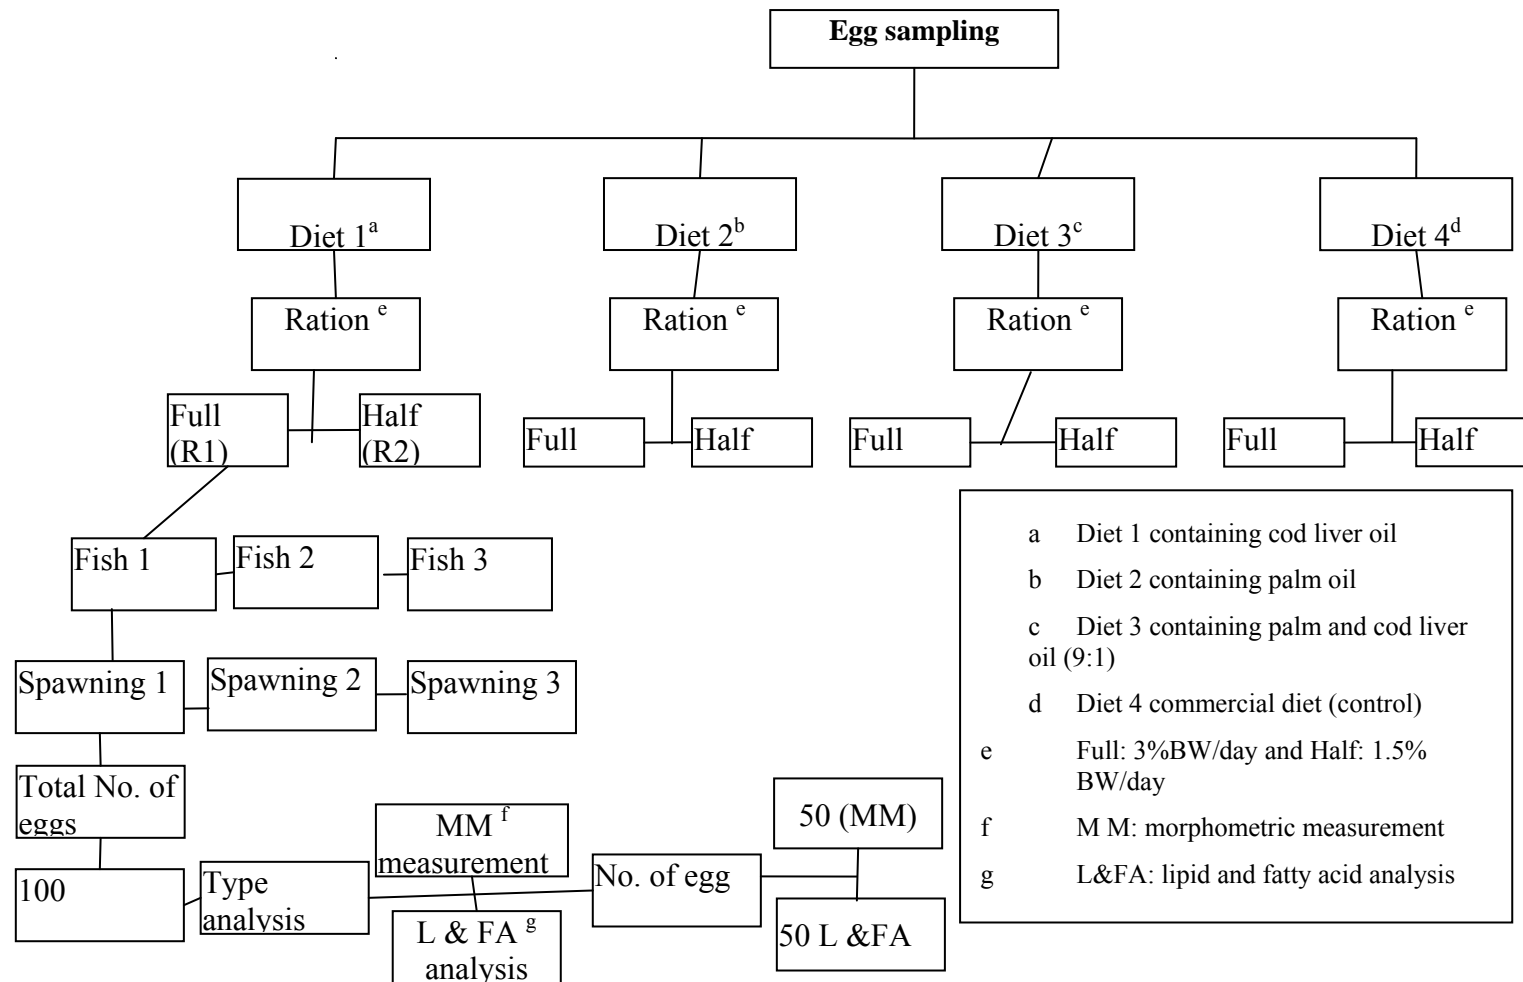 Egg sampling
Diet 1a
Diet 2b
Diet 3c
Diet 4d
Ration e
Ration e
Ration e
Ration e
Full
(R1)
Half
(R2)
Full
Half
Full
Half
Full
Half
Fish 1
Fish 2
Fish 3
Spawning 1
Spawning 2
Spawning 3
Total No. of
eggs
100
Type
analysis
MM f
measurement
L & FA g
analysis
No. of egg
50 (MM)
50 L &FA
a Diet 1 containing cod liver oil
b Diet 2 containing palm oil
c Diet 3 containing palm and cod liver
oil (9:1)
d Diet 4 commercial diet (control)
e Full: 3%BW/day and Half: 1.5%
BW/day
f M M: morphometric measurement
g L&FA: lipid and fatty acid analysis